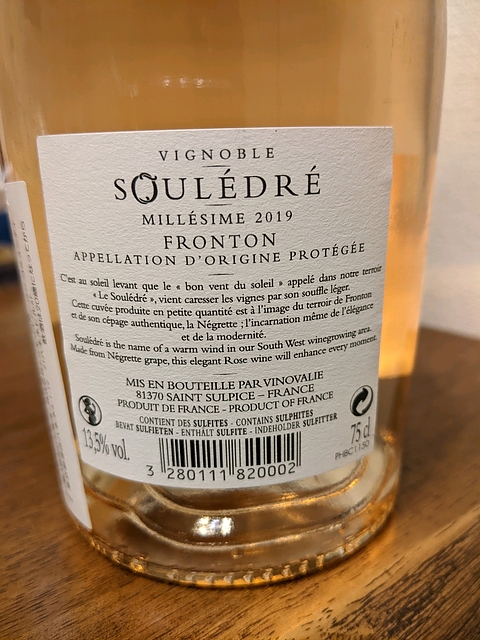 VIGNOBLE
SOULÉDRÉ
MILLÉSIME 2019
FRONTON
APPELLATION D'ORIGINE PROTÉGÉE
C'est au soleil levant que le « bon vent du soleil » appelé dans notre terroir
« Le Soulédré », vient caresser les vignes par son souffle léger.
Cette cuvée produite en petite quantité est à l'image du terroir de Fronton
et de son cépage authentique, la Négrette ; l'incarnation même de l'élégance
et de la modernité.
Soulédré is the name of a warm wind in our South West winegrowing area.
Made from Négrette grape, this elegant Rose wine will enhance every moment.
MIS EN BOUTEILLE PAR VINOVALIE
81370 SAINT SULPICE – FRANCE
PRODUIT DE FRANCE - PRODUCT OF FRANCE
CONTIENT DES SULFITES - CONTAINS SULPHITES
BEVAT SULFIETEN - ENTHALT SULFITE - INDEHOLDER SULFITTER
13,5% vol.
75 cl
PHBC1150
3 280111 820002